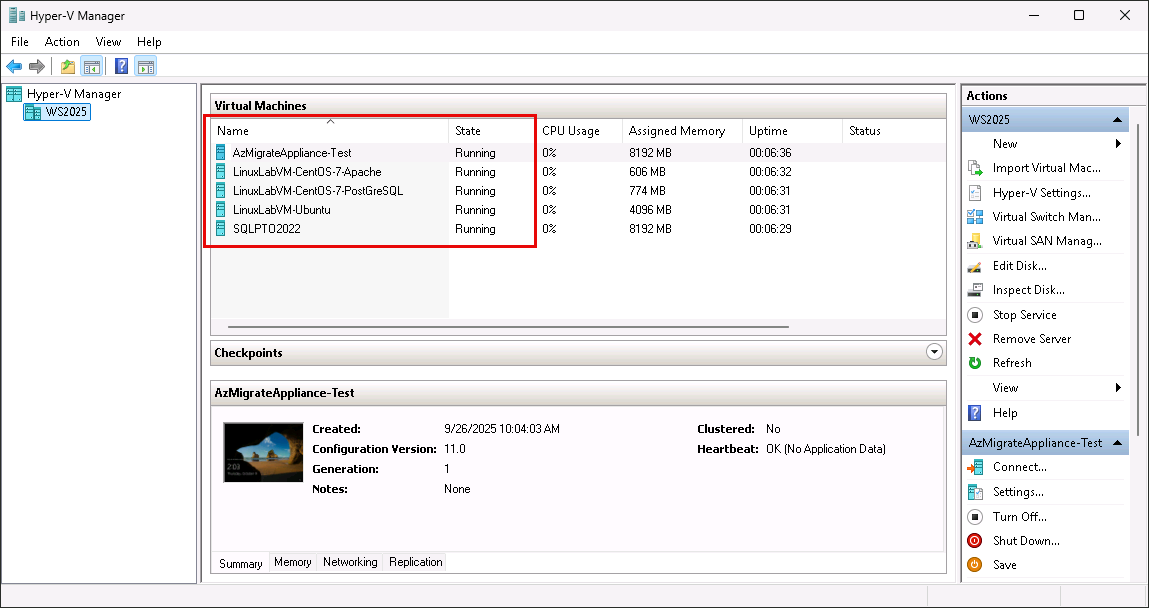 Hyper-V Manager
File Action View Help
Hyper-V Manager
WS2025
Virtual Machines
Name State CPU Usage Assigned Memory Uptime Status
AzMigrateAppliance-Test Running 0% 8192 MB 00:06:36
LinuxLabVM-CentOS-7-Apache Running 0% 606 MB 00:06:32
LinuxLabVM-CentOS-7-PostGreSQL Running 0% 774 MB 00:06:31
LinuxLabVM-Ubuntu Running 0% 4096 MB 00:06:31
SQLPTO2022 Running 0% 8192 MB 00:06:29
Checkpoints
AzMigrateAppliance-Test
2:03
Created: 9/26/2025 10:04:03 AM Clustered: No
Configuration Version: 11.0 Heartbeat: OK (No Application Data)
Generation: 1
Notes: None
Summary Memory Networking Replication
Actions
WS2025
New
Import Virtual Mac...
Hyper-V Settings...
Virtual Switch Man...
Virtual SAN Manag...
Edit Disk...
Inspect Disk...
Stop Service
Remove Server
Refresh
View
Help
AzMigrateAppliance-Test
Connect...
Settings...
Turn Off...
Shut Down...
Save